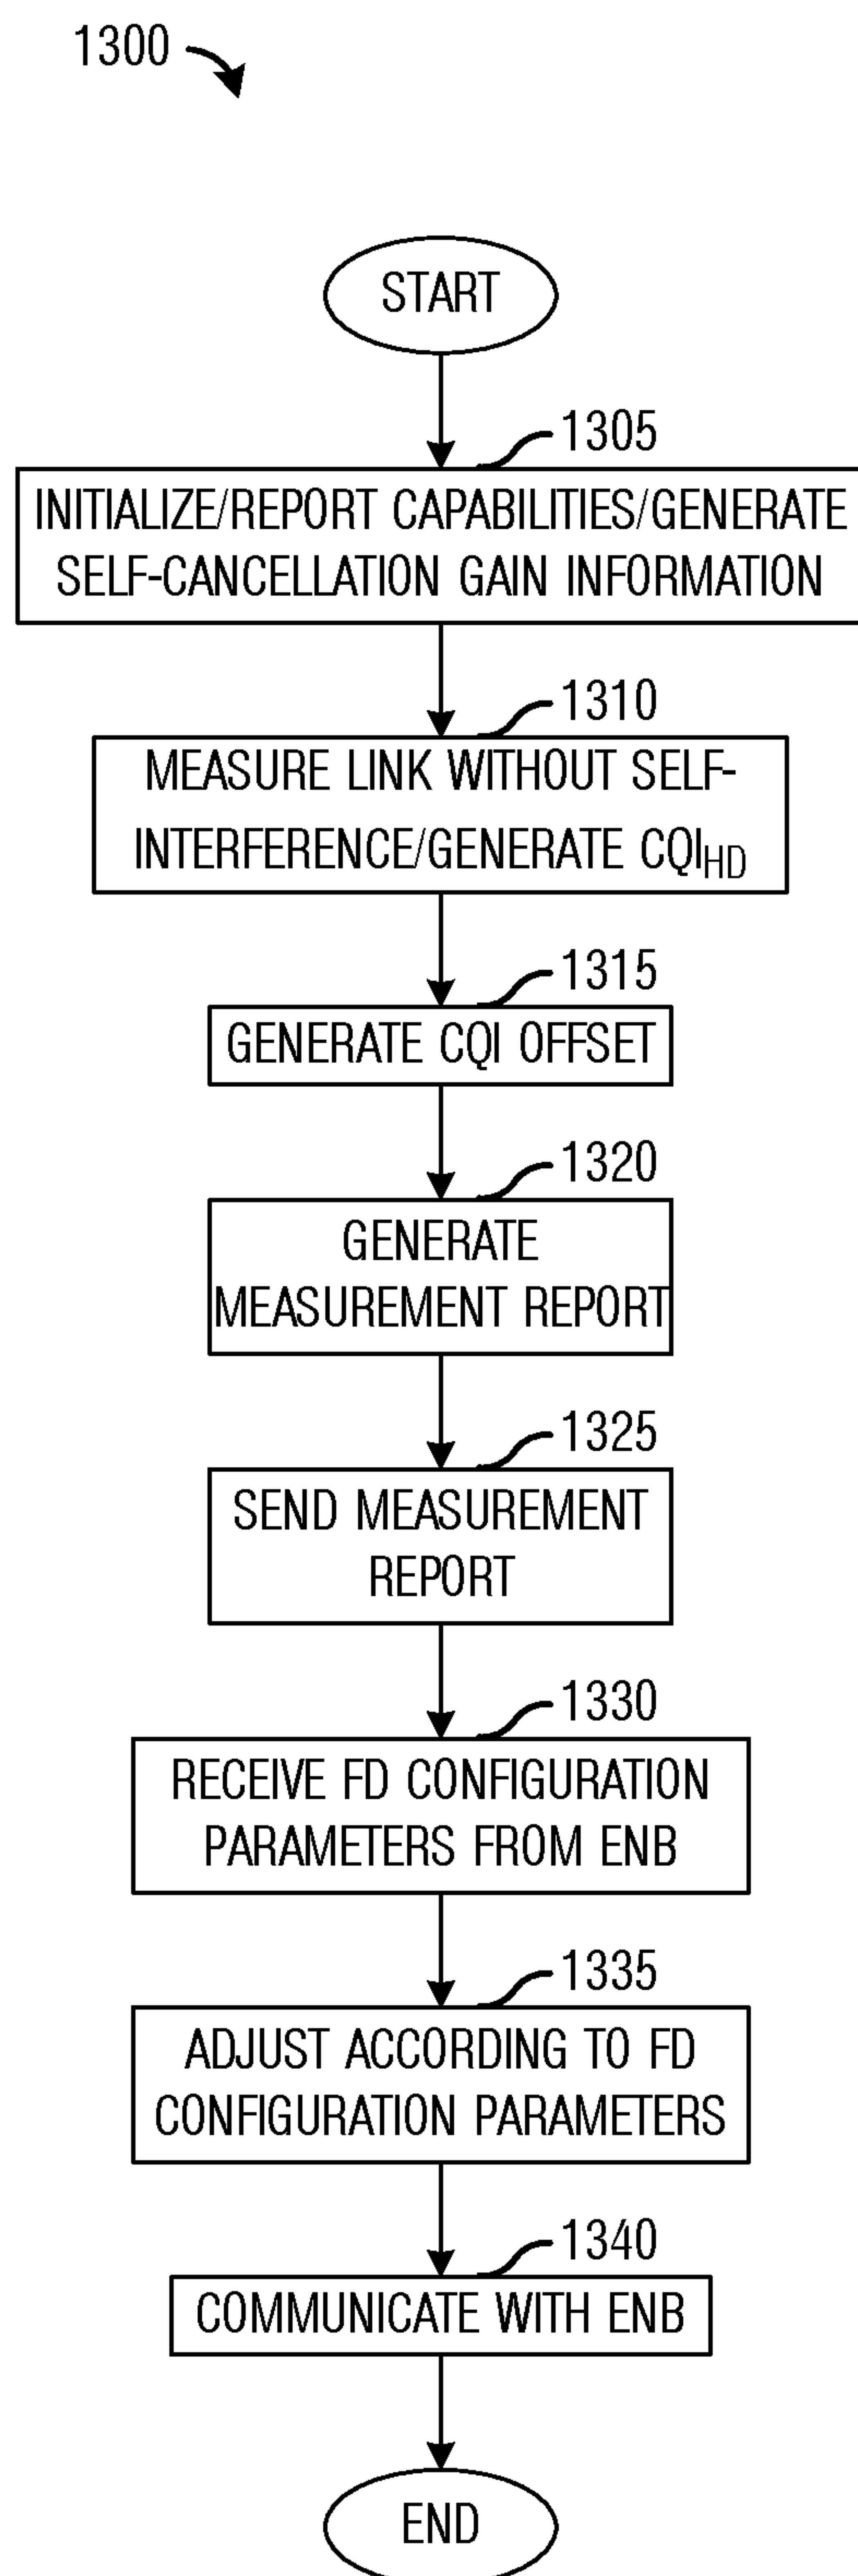 1300
START
1305
INITIALIZE/REPORT CAPABILITIES/GENERATE
SELF-CANCELLATION GAIN INFORMATION
1310
MEASURE LINK WITHOUT SELF-
INTERFERENCE/GENERATE CQIHD
1315
GENERATE CQI OFFSET
1320
GENERATE
MEASUREMENT REPORT
1325
SEND MEASUREMENT
REPORT
1330
RECEIVE FD CONFIGURATION
PARAMETERS FROM ENB
1335
ADJUST ACCORDING TO FD
CONFIGURATION PARAMETERS
1340
COMMUNICATE WITH ENB
END